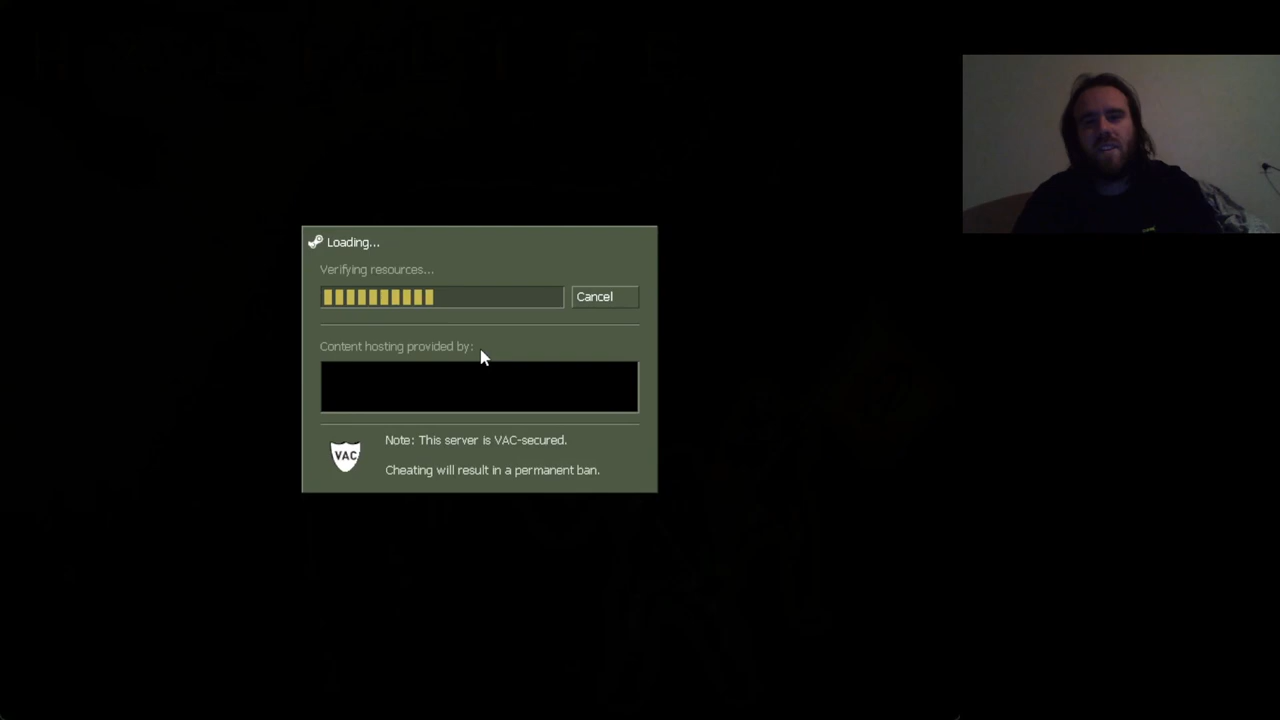 Loading...
Verifying resources...
Cancel
Content hosting provided by:
VAC
Note: This server is VAC-secured.
Cheating will result in a permanent ban.